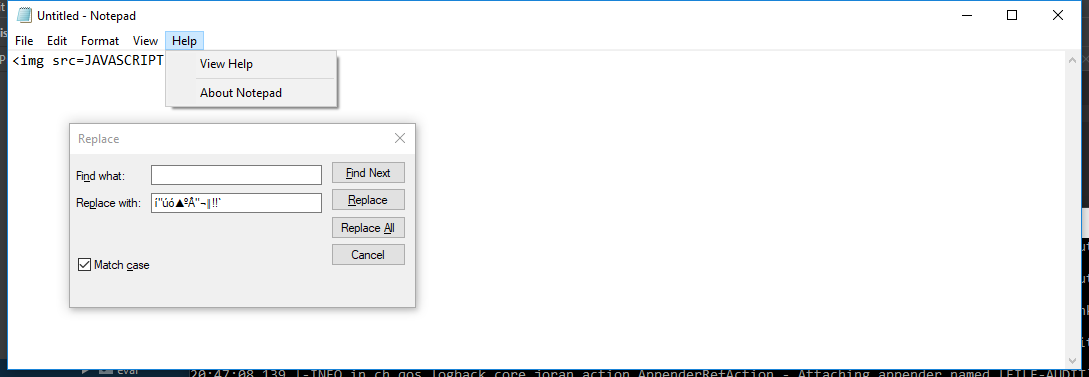 Untitled - Notepad
File Edit Format View Help
<img src=JAVASCRIPT
View Help
About Notepad
Replace
Find what:
Find Next
Replace with:
í"úó▲ºÅ"¬∥!!`
Replace
Replace All
Cancel
Match case
eval
20:47:08,139 |-INFO in ch.qos.logback.core.joran.action.AppenderRefAction - Attaching appender named [FILE-AUDIT